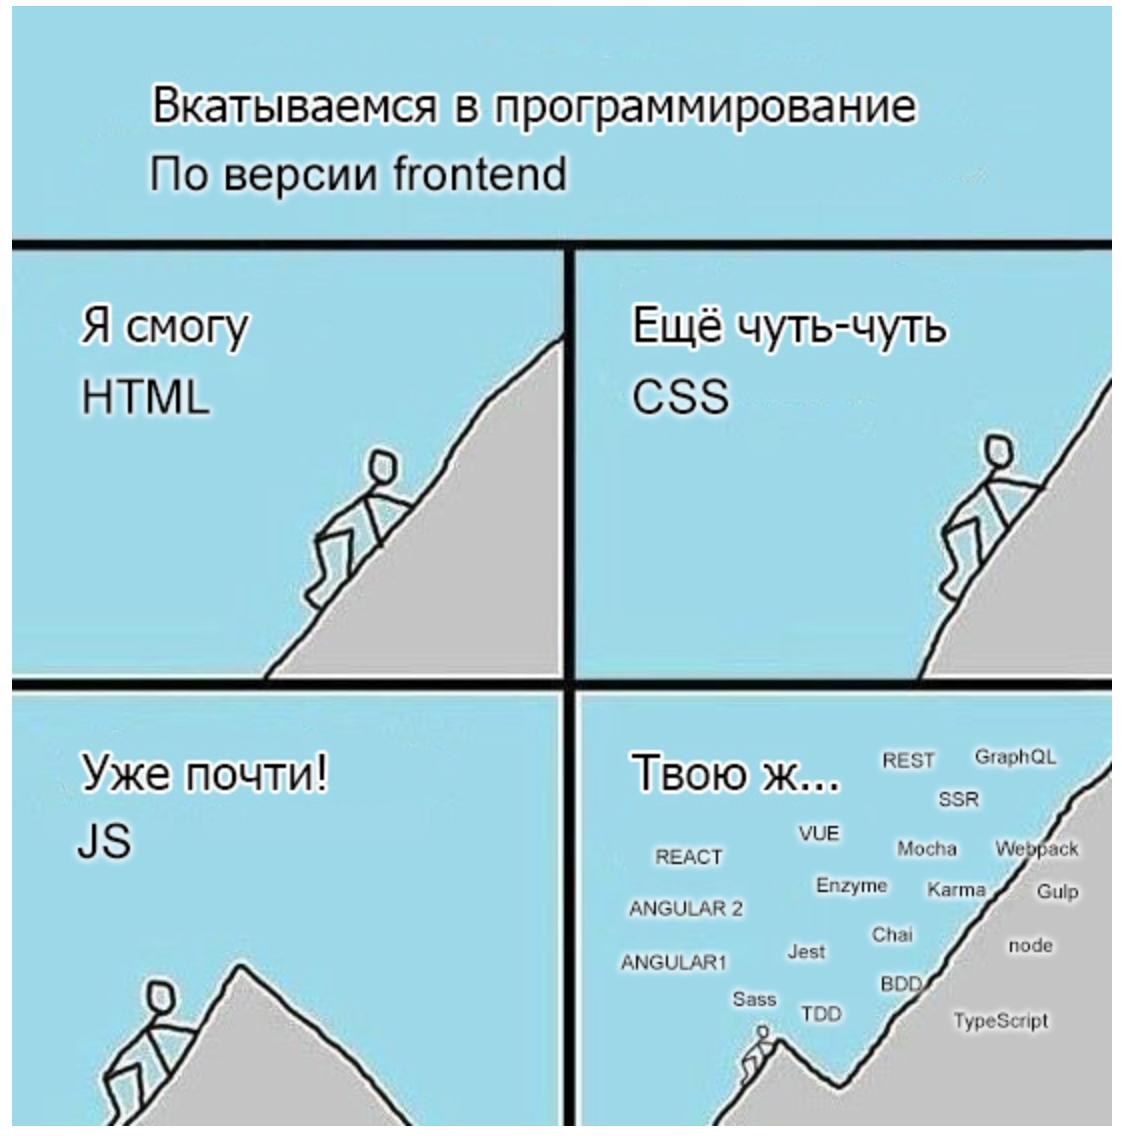 Вкатываемся в программирование
По версии frontend
Я смогу
HTML
Ещё чуть-чуть
CSS
Уже почти!
JS
Твою ж...
REST
GraphQL
SSR
VUE
REACT
Mocha
Webpack
Enzyme
Karma
Gulp
ANGULAR 2
Chai
Jest
node
ANGULAR1
BDD
Sass
TDD
TypeScript